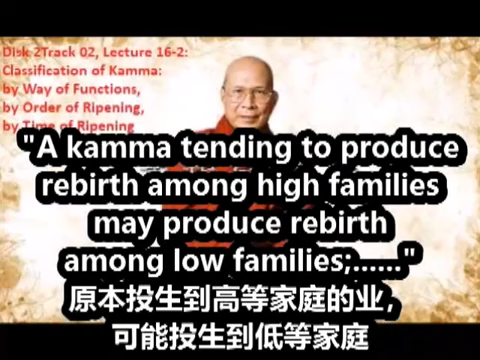 Disk 2Track 02, Lecture 16-2:
Classification of Kamma:
by Way of Functions,
by Order of Ripening,
by Time of Ripening
"A kamma tending to produce
rebirth among high families
may produce rebirth
among low families;......"
原本投生到高等家庭的业,
可能投生到低等家庭